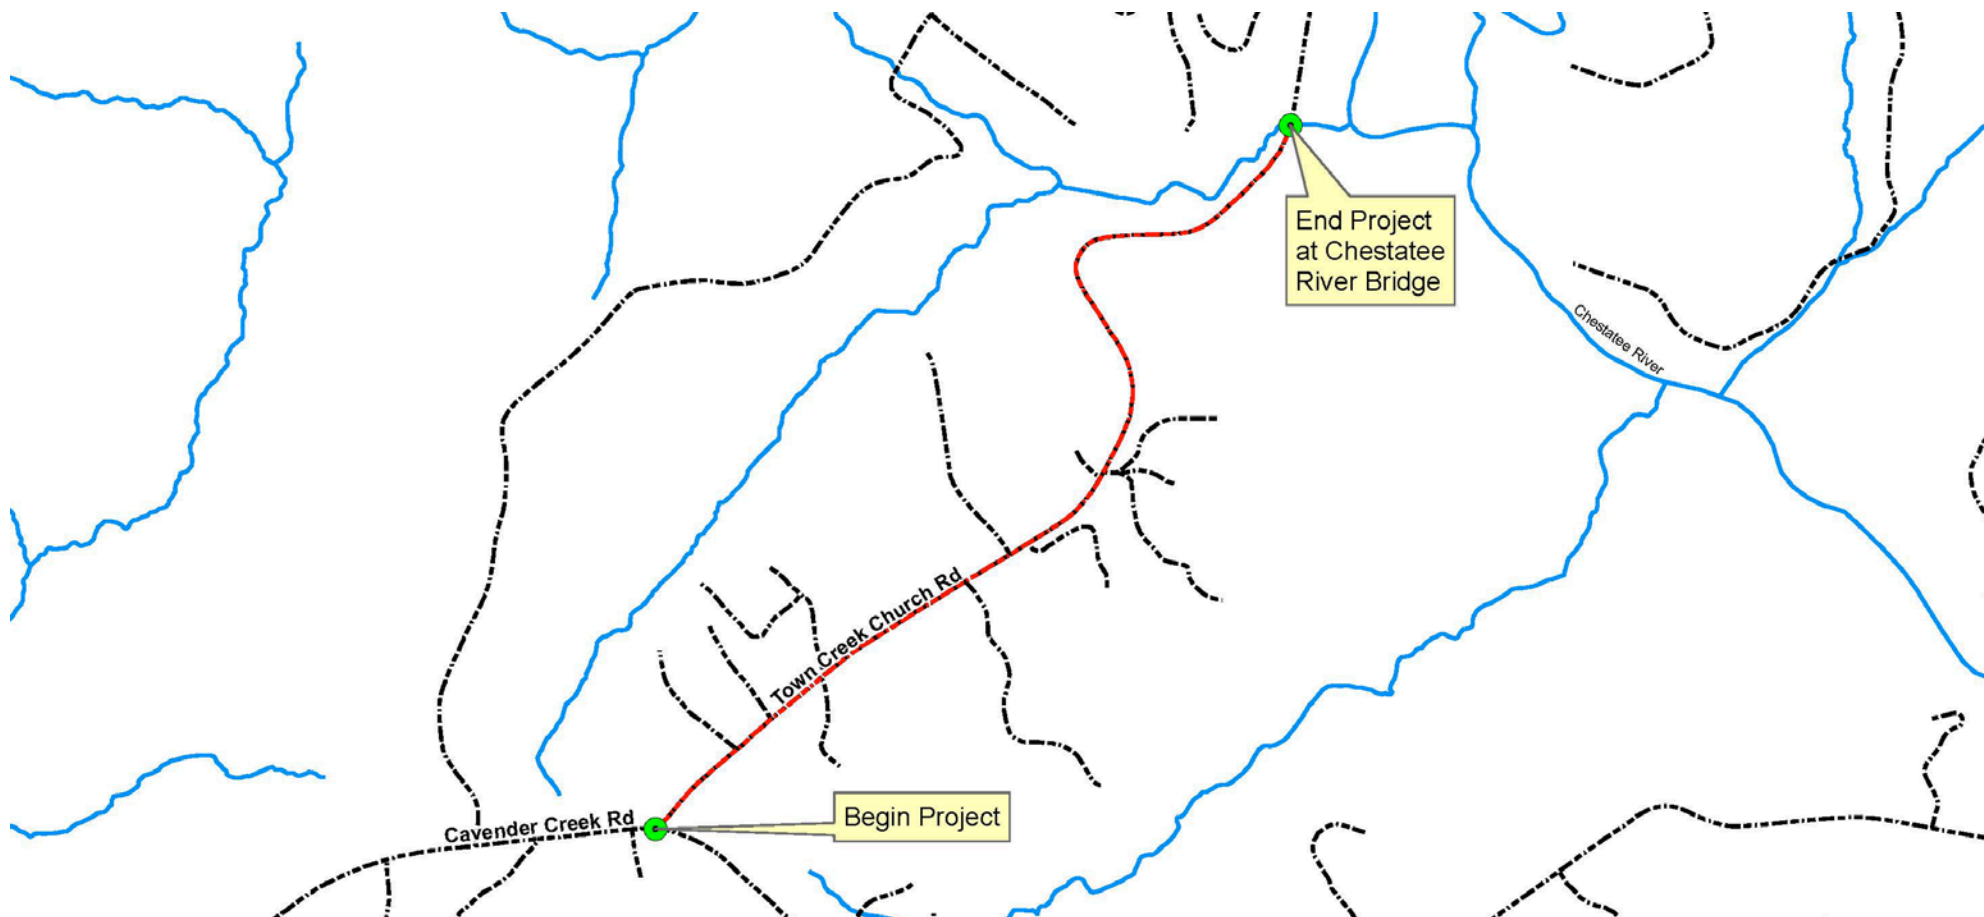 End Project
at Chestatee
River Bridge
Chestatee River
Town Creek Church Rd
Cavender Creek Rd
Begin Project